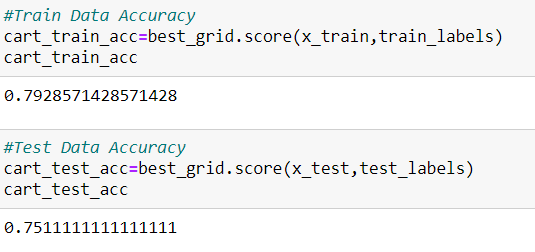 #Train Data Accuracy
cart_train_acc=best_grid.score(x_train,train_labels)
cart_train_acc
0.7928571428571428
#Test Data Accuracy
cart_test_acc=best_grid.score(x_test,test_labels)
cart_test_acc
0.7511111111111111